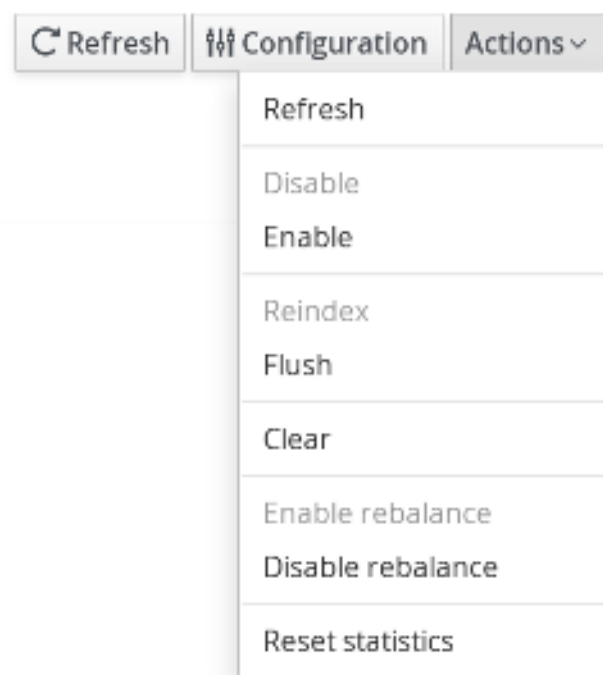 Refresh Configuration Actions
Refresh
Disable
Enable
Reindex
Flush
Clear
Enable rebalance
Disable rebalance
Reset statistics